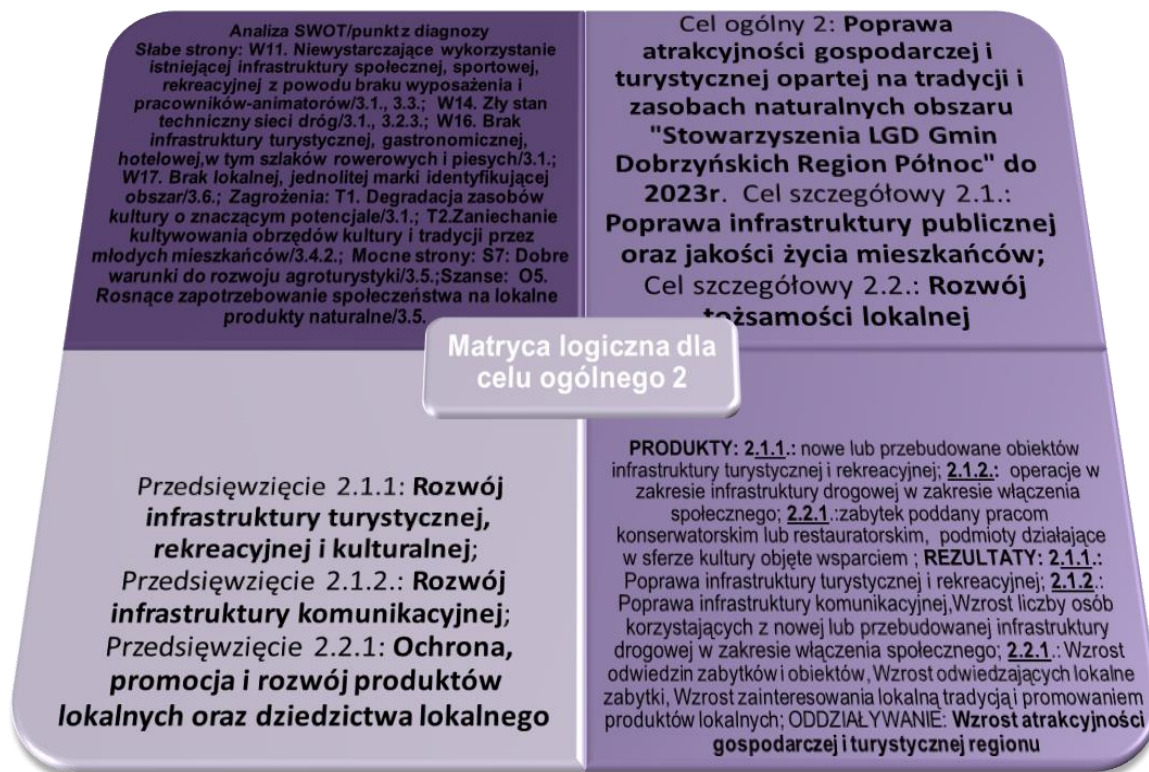 Analiza SWOT/punkt z diagnozy
Słabe strony: W11. Niewystarczające wykorzystanie
istniejącej infrastruktury społecznej, sportowej,
rekreacyjnej z powodu braku wyposażenia i
pracowników-animatorów/3.1., 3.3.; W14. Zły stan
techniczny sieci dróg/3.1., 3.2.3.; W16. Brak
infrastruktury turystycznej, gastronomicznej,
hotelowej,w tym szlaków rowerowych i pieszych/3.1.;
W17. Brak lokalnej, jednolitej marki identyfikującej
obszar/3.6.; Zagrożenia: T1. Degradacja zasobów
kultury o znaczącym potencjale/3.1.; T2.Zaniechanie
kultywowania obrzędów kultury i tradycji przez
młodych mieszkańców/3.4.2.; Mocne strony: S7: Dobre
warunki do rozwoju agroturystyki/3.5.;Szanse: O5.
Rosnące zapotrzebowanie społeczeństwa na lokalne
produkty naturalne/3.5.
Cel ogólny 2: Poprawa
atrakcyjności gospodarczej i
turystycznej opartej na tradycji i
zasobach naturalnych obszaru
"Stowarzyszenia LGD Gmin
Dobrzyńskich Region Północ" do
2023r. Cel szczegółowy 2.1.:
Poprawa infrastruktury publicznej
oraz jakości życia mieszkańców;
Cel szczegółowy 2.2.: Rozwój
tożsamości lokalnej
Matryca logiczna dla
celu ogólnego 2
Przedsięwzięcie 2.1.1: Rozwój
infrastruktury turystycznej,
rekreacyjnej i kulturalnej;
Przedsięwzięcie 2.1.2.: Rozwój
infrastruktury komunikacyjnej;
Przedsięwzięcie 2.2.1: Ochrona,
promocja i rozwój produktów
lokalnych oraz dziedzictwa lokalnego
PRODUKTY: 2.1.1.: nowe lub przebudowane obiektów
infrastruktury turystycznej i rekreacyjnej; 2.1.2.: operacje w
zakresie infrastruktury drogowej w zakresie włączenia
społecznego; 2.2.1.:zabytek poddany pracom
konserwatorskim lub restauratorskim, podmioty działające
w sferze kultury objęte wsparciem ; REZULTATY: 2.1.1.:
Poprawa infrastruktury turystycznej i rekreacyjnej; 2.1.2.:
Poprawa infrastruktury komunikacyjnej,Wzrost liczby osób
korzystających z nowej lub przebudowanej infrastruktury
drogowej w zakresie włączenia społecznego; 2.2.1.: Wzrost
odwiedzin zabytków i obiektów, Wzrost odwiedzających lokalne
zabytki, Wzrost zainteresowania lokalną tradycją i promowaniem
produktów lokalnych; ODDZIAŁYWANIE: Wzrost atrakcyjności
gospodarczej i turystycznej regionu